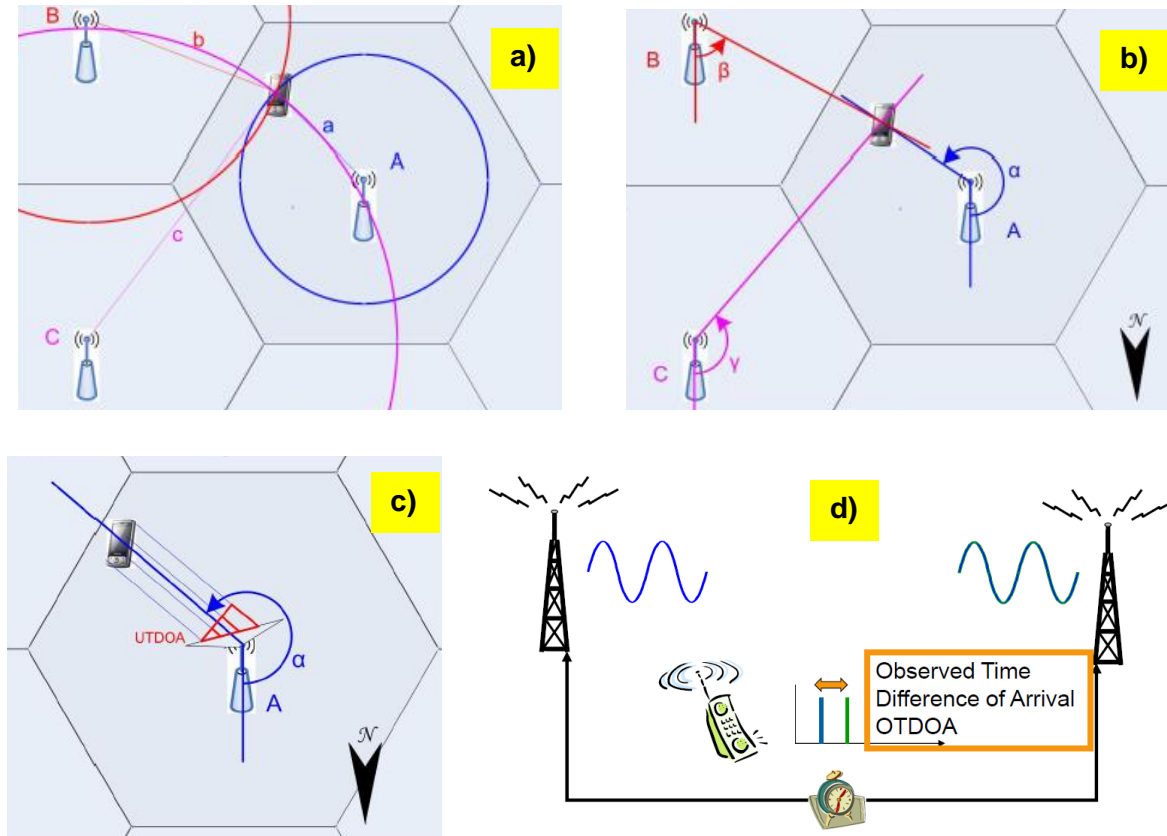 a)
B
b
a
A
c
C
b)
B
β
α
A
N
C
γ
c)
UTDOA
α
A
N
d)
Observed Time
Difference of Arrival
OTDOA